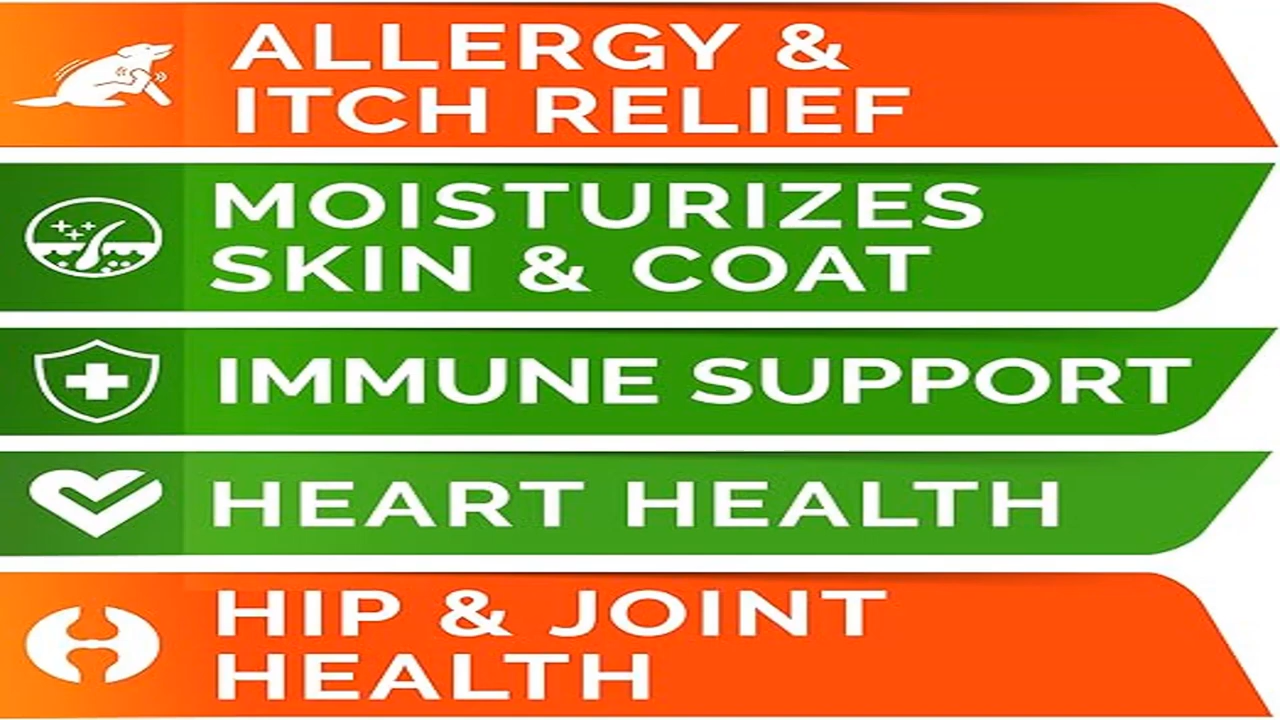 ALLERGY &
ITCH RELIEF
MOISTURIZES
SKIN & COAT
IMMUNE SUPPORT
HEART HEALTH
HIP & JOINT
HEALTH